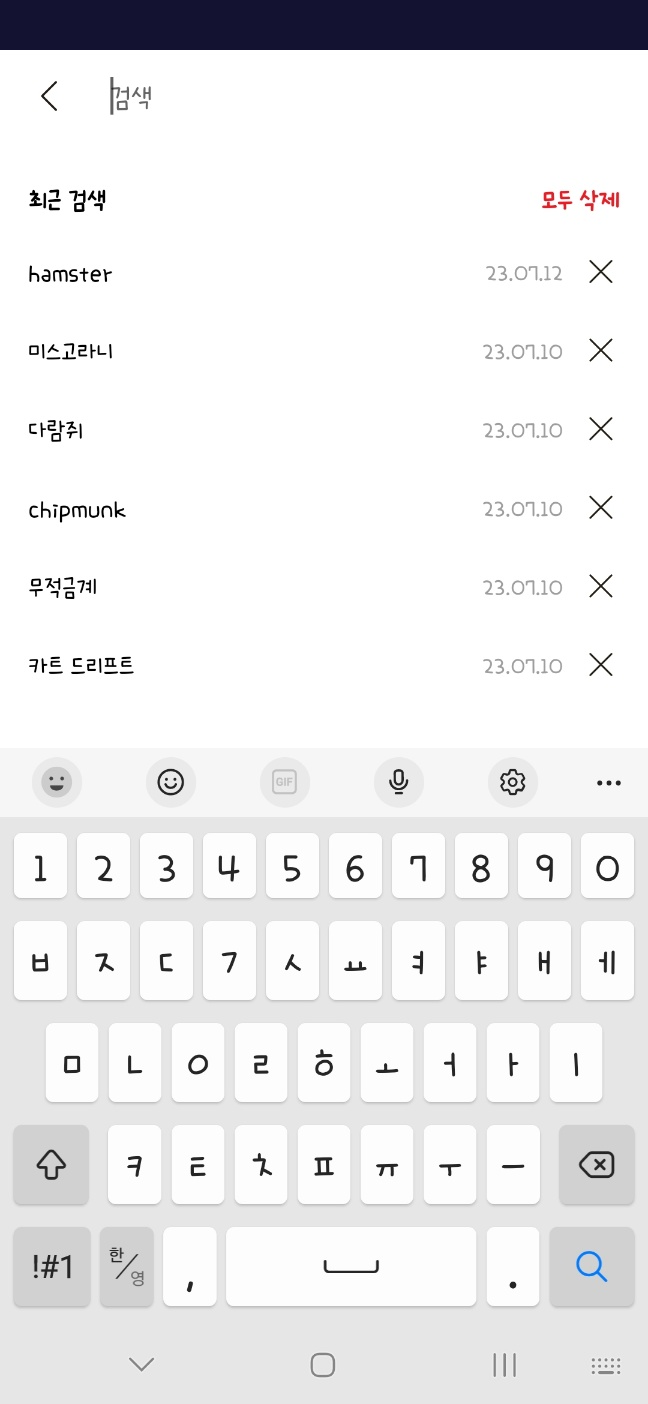 검색
최근 검색 모두 삭제
hamster 23.07.12
미스고라니 23.07.10
다람쥐 23.07.10
chipmunk 23.07.10
무적금계 23.07.10
카트 드리프트 23.07.10
GIF
1 2 3 4 5 6 7 8 9 0
ㅂ ㅈ ㄷ ㄱ ㅅ ㅛ ㅕ ㅑ ㅐ ㅔ
ㅁ ㄴ ㅇ ㄹ ㅎ ㅗ ㅓ ㅏ ㅣ
ㅋ ㅌ ㅊ ㅍ ㅠ ㅜ ㅡ
!#1 한/영 , .